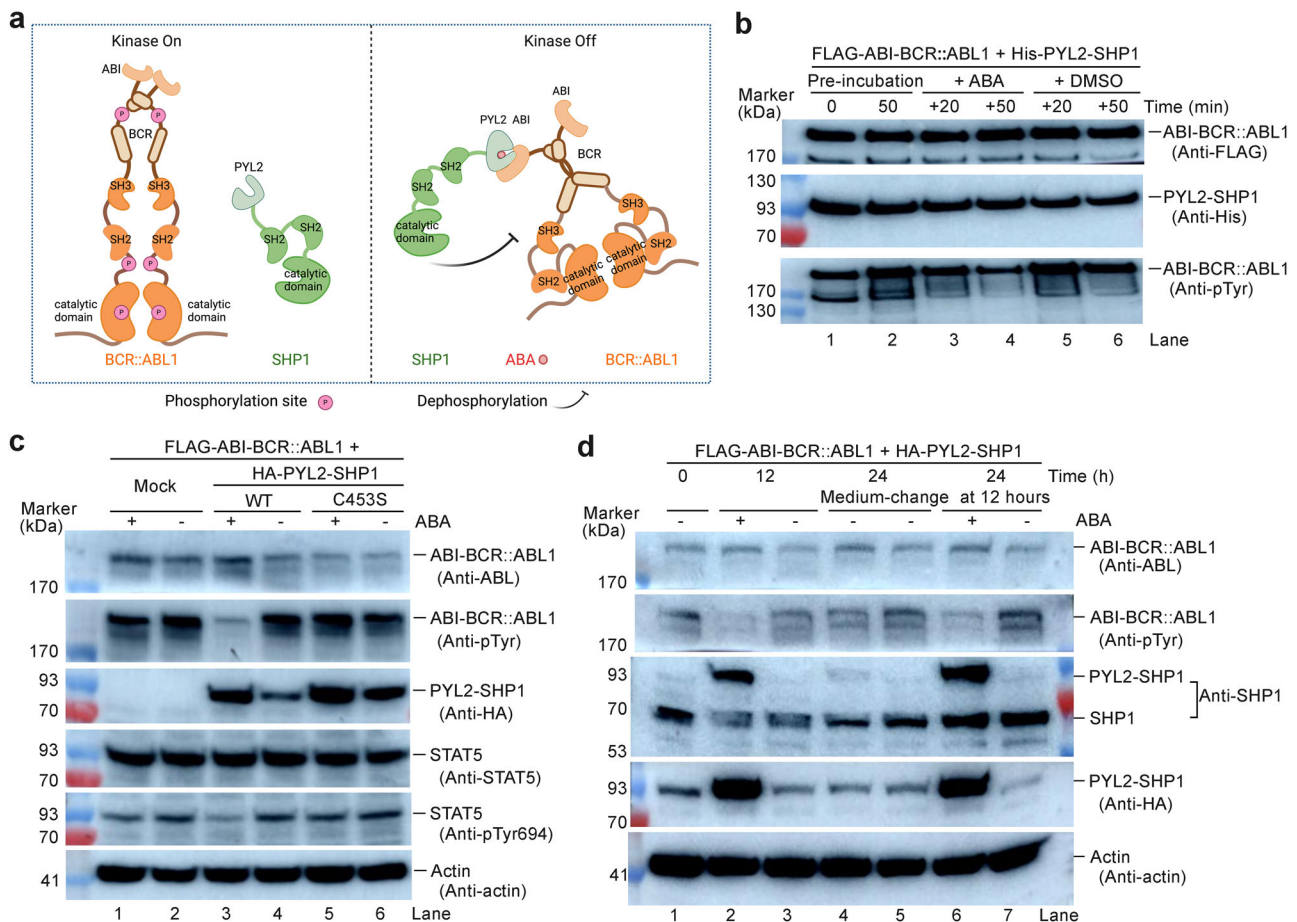 a
Kinase On
Kinase Off
ABI
P P
BCR
SH3 SH3
SH2 SH2
P P
catalytic domain
P P
catalytic domain
BCR::ABL1
PYL2
SH2
SH2
catalytic domain
SHP1
ABI
PYL2 ABI
SH2
SH2
catalytic domain
BCR
SH3
SH3
SH2
SH2
catalytic domain
catalytic domain
SHP1
ABA
BCR::ABL1
Phosphorylation site P
Dephosphorylation
b
FLAG-ABI-BCR::ABL1 + His-PYL2-SHP1
Pre-incubation + ABA + DMSO
Marker (kDa)
0 50 +20 +50 +20 +50 Time (min)
ABI-BCR::ABL1
(Anti-FLAG)
170
130
93
70
PYL2-SHP1
(Anti-His)
ABI-BCR::ABL1
(Anti-pTyr)
170
130
1 2 3 4 5 6 Lane
c
FLAG-ABI-BCR::ABL1 +
HA-PYL2-SHP1
Mock
WT C453S
Marker (kDa)
+ - + - + - ABA
ABI-BCR::ABL1
(Anti-ABL)
170
ABI-BCR::ABL1
(Anti-pTyr)
170
93
70
PYL2-SHP1
(Anti-HA)
93
70
STAT5
(Anti-STAT5)
93
70
STAT5
(Anti-pTyr694)
41
Actin
(Anti-actin)
1 2 3 4 5 6 Lane
d
FLAG-ABI-BCR::ABL1 + HA-PYL2-SHP1
0 12 24 24 Time (h)
Medium-change at 12 hours
Marker (kDa)
- + - - - + - ABA
ABI-BCR::ABL1
(Anti-ABL)
170
ABI-BCR::ABL1
(Anti-pTyr)
170
93
70
53
PYL2-SHP1
SHP1
Anti-SHP1
93
70
PYL2-SHP1
(Anti-HA)
41
Actin
(Anti-actin)
1 2 3 4 5 6 7 Lane